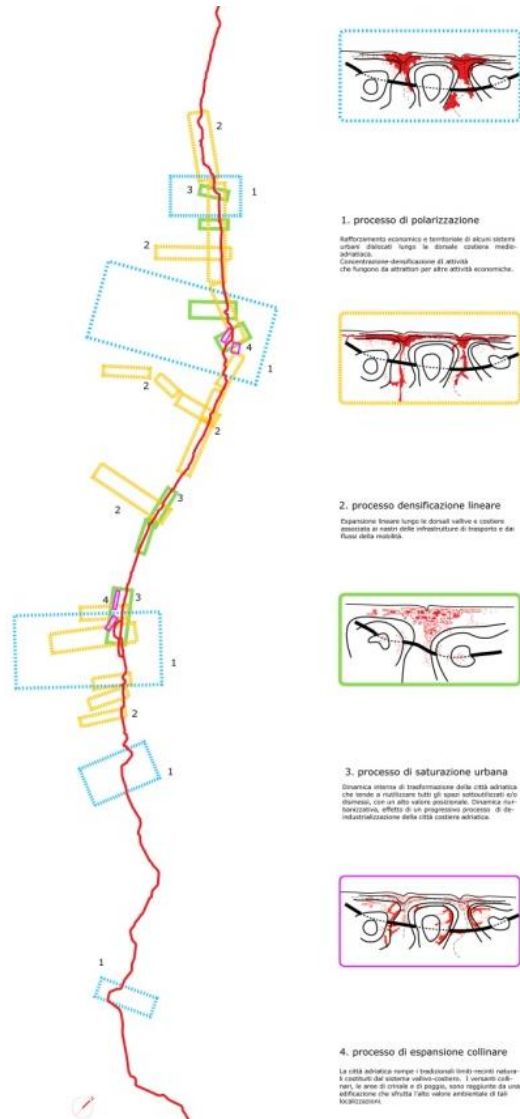 2
3
1
2
4
1
2
2
3
2
4
3
1
2
1
1
1. processo di polarizzazione
Rafforzamento economico e territoriale di alcuni sistemi
urbani dislocati lungo la dorsale costiera medio-
adriatica.
Concentrazione-densificazione di attività
che fungono da attrattori per altre attività economiche.
2. processo densificazione lineare
Espansione lineare lungo le dorsali vallive e costiere
associata ai nastri delle infrastrutture di trasporto e dai
flussi della mobilità.
3. processo di saturazione urbana
Dinamica interna di trasformazione della città adriatica
che tende a riutilizzare tutti gli spazi sottoutilizzati e/o
dismessi, con un alto valore posizionale. Dinamica riur-
banizzativa, effetto di un progressivo processo di de-
industrializzazione della città costiera adriatica.
4. processo di espansione collinare
La città adriatica rompe i tradizionali limiti-recinti natura-
li costituiti dal sistema vallivo-costiero. I versanti colli-
nari, le aree di crinale e di poggio, sono raggiunte da una
edificazione che sfrutta l'alto valore ambientale di tali
localizzazioni.